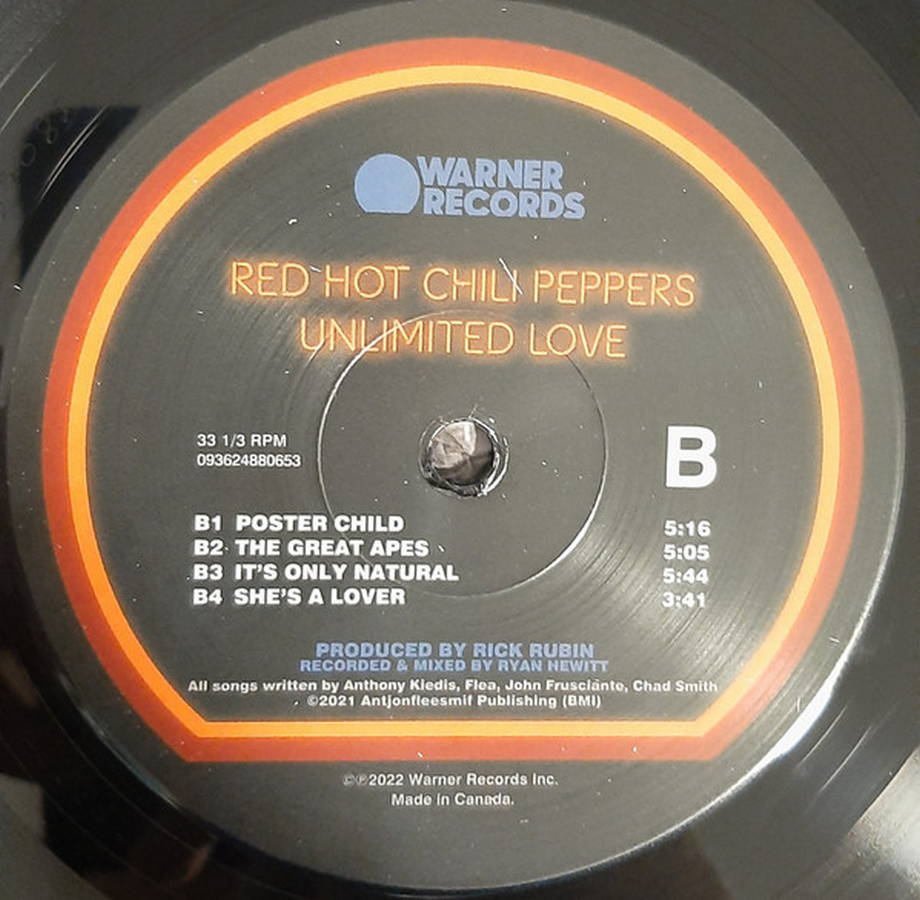 WARNER
RECORDS
RED HOT CHILI PEPPERS
UNLIMITED LOVE
33 1/3 RPM
093624880653
B
B1 POSTER CHILD 5:16
B2 THE GREAT APES 5:05
B3 IT'S ONLY NATURAL 5:44
B4 SHE'S A LOVER 3:41
PRODUCED BY RICK RUBIN
RECORDED & MIXED BY RYAN HEWITT
All songs written by Anthony Kiedis, Flea, John Frusciante, Chad Smith
©2021 Antjonfleesmif Publishing (BMI)
©℗2022 Warner Records Inc.
Made in Canada.